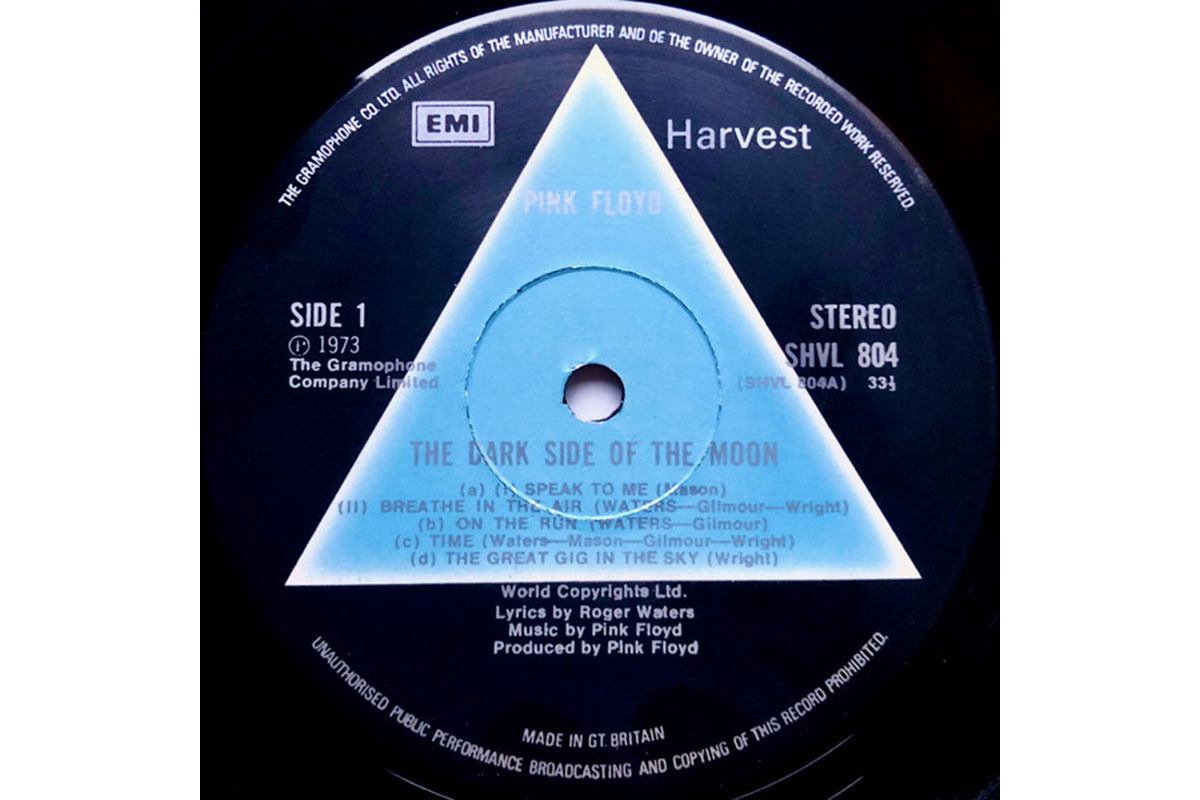 THE GRAMOPHONE CO. LTD. ALL RIGHTS OF THE MANUFACTURER AND OF THE OWNER OF THE RECORDED WORK RESERVED.
EMI
Harvest
PINK FLOYD
SIDE 1
Ⓟ 1973
The Gramophone
Company Limited
STEREO
SHVL 804
(SHVL 804A) 33⅓
THE DARK SIDE OF THE MOON
(a) (I) SPEAK TO ME (Mason)
(II) BREATHE IN THE AIR (WATERS—Gilmour—Wright)
(b) ON THE RUN (WATERS—Gilmour)
(c) TIME (Waters—Mason—Gilmour—Wright)
(d) THE GREAT GIG IN THE SKY (Wright)
World Copyrights Ltd.
Lyrics by Roger Waters
Music by Pink Floyd
Produced by Pink Floyd
MADE IN GT. BRITAIN
UNAUTHORISED PUBLIC PERFORMANCE BROADCASTING AND COPYING OF THIS RECORD PROHIBITED.